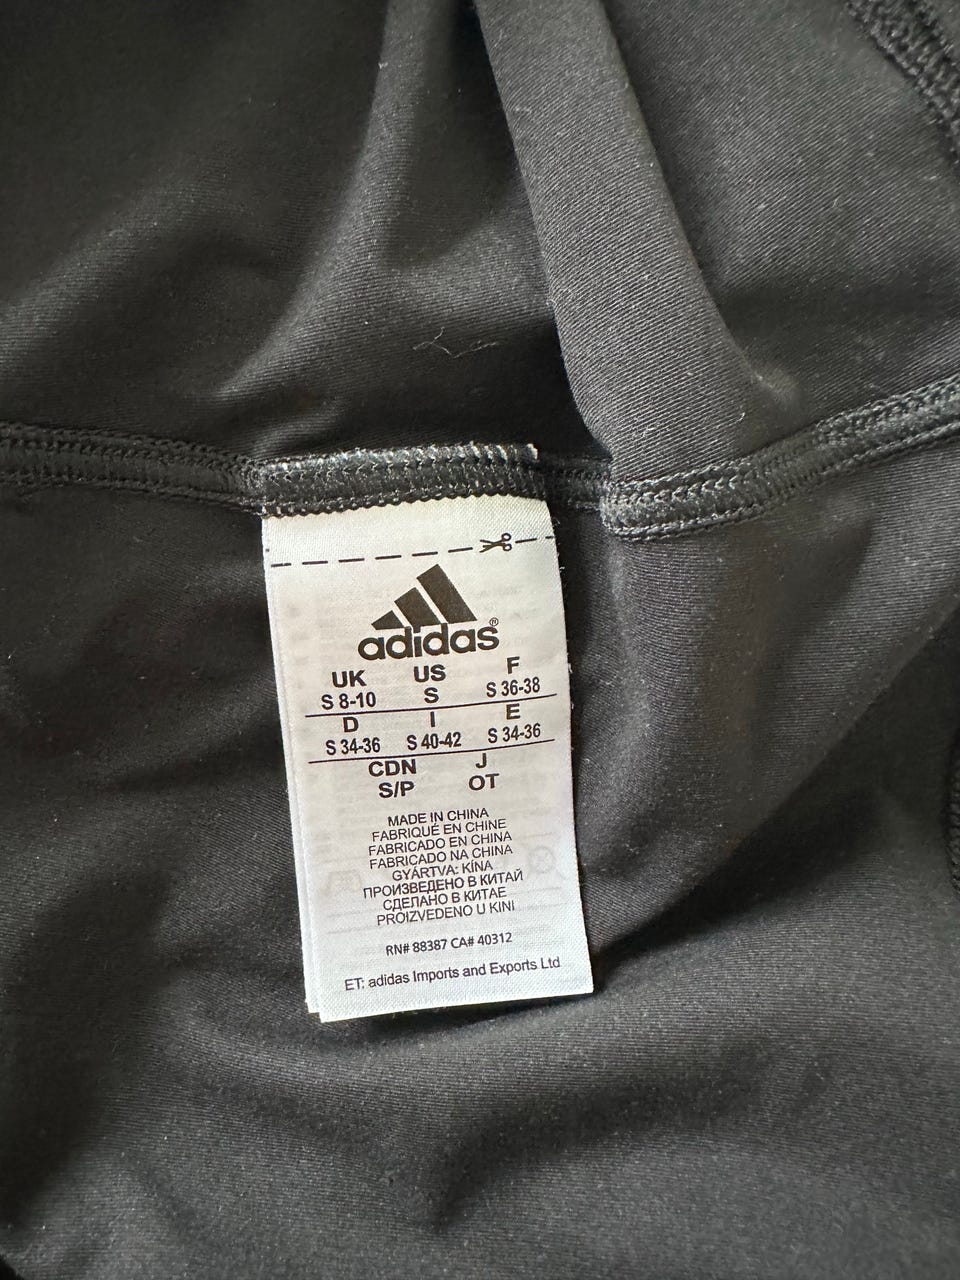 adidas®
UK US F
S 8-10 S S 36-38
D I E
S 34-36 S 40-42 S 34-36
CDN J
S/P OT
MADE IN CHINA
FABRIQUÉ EN CHINE
FABRICADO EN CHINA
FABRICADO NA CHINA
GYÁRTVA: KÍNA
ПРОИЗВЕДЕНО В КИТАЙ
СДЕЛАНО В КИТАЕ
PROIZVEDENO U KINI
RN# 88387 CA# 40312
ET: adidas Imports and Exports Ltd